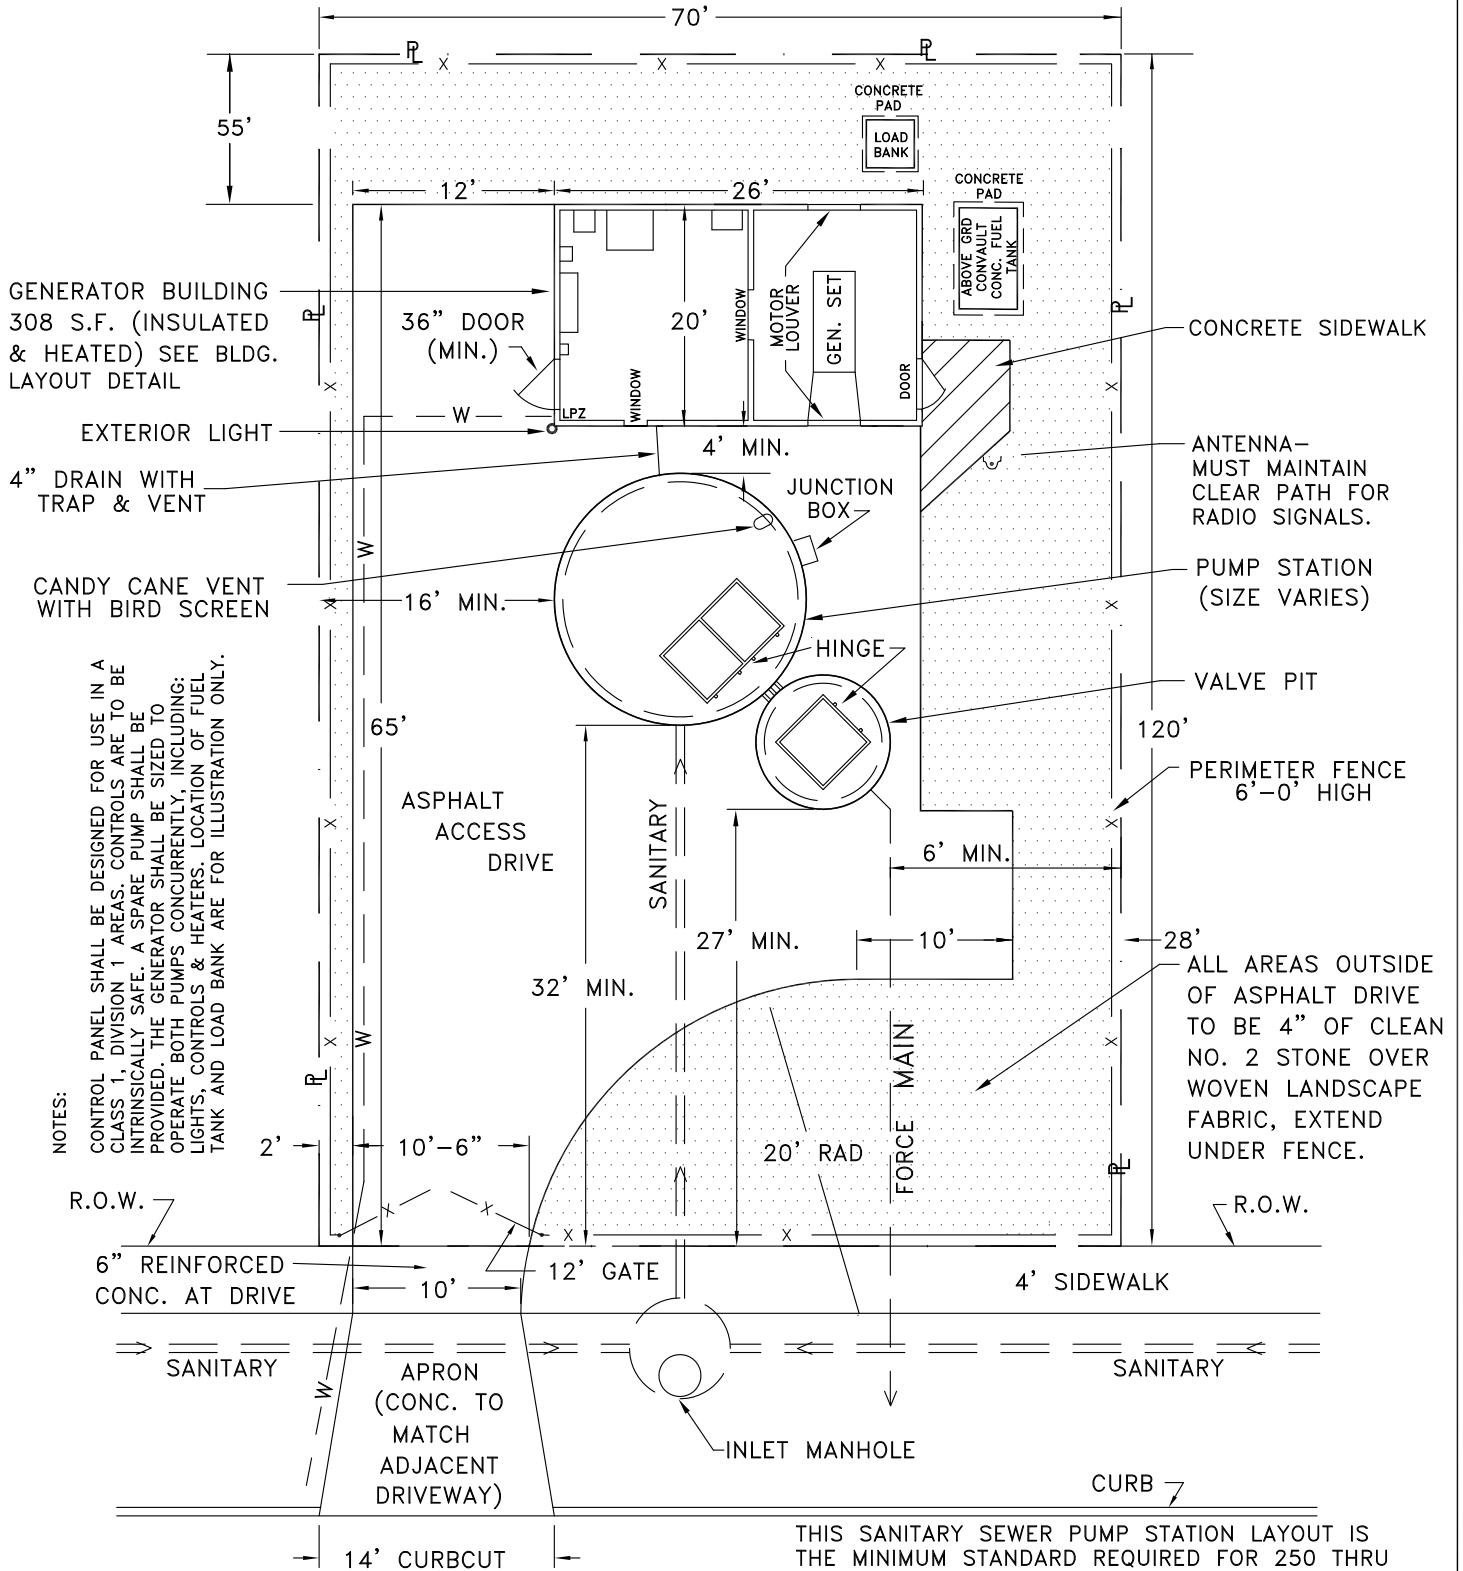 70'
PL
PL
X
X
X
CONCRETE
PAD
LOAD
BANK
55'
12'
26'
CONCRETE
PAD
ABOVE GRD
CONVAULT
CONC. FUEL
TANK
GENERATOR BUILDING
308 S.F. (INSULATED
& HEATED) SEE BLDG.
LAYOUT DETAIL
PL
36" DOOR
(MIN.)
20'
WINDOW
MOTOR
LOUVER
GEN. SET
DOOR
PL
CONCRETE SIDEWALK
X
X
LPZ
WINDOW
W
EXTERIOR LIGHT
4" DRAIN WITH
TRAP & VENT
4' MIN.
JUNCTION
BOX
ANTENNA–
MUST MAINTAIN
CLEAR PATH FOR
RADIO SIGNALS.
W
CANDY CANE VENT
WITH BIRD SCREEN
16' MIN.
X
X
PUMP STATION
(SIZE VARIES)
HINGE
VALVE PIT
65'
120'
PERIMETER FENCE
6'–0' HIGH
X
X
ASPHALT
ACCESS
DRIVE
SANITARY
6' MIN.
27' MIN.
10'
28'
32' MIN.
ALL AREAS OUTSIDE
OF ASPHALT DRIVE
TO BE 4" OF CLEAN
NO. 2 STONE OVER
WOVEN LANDSCAPE
FABRIC, EXTEND
UNDER FENCE.
NOTES:
CONTROL PANEL SHALL BE DESIGNED FOR USE IN A
CLASS 1, DIVISION 1 AREAS. CONTROLS ARE TO BE
INTRINSICALLY SAFE. A SPARE PUMP SHALL BE
PROVIDED. THE GENERATOR SHALL BE SIZED TO
OPERATE BOTH PUMPS CONCURRENTLY, INCLUDING:
LIGHTS, CONTROLS & HEATERS. LOCATION OF FUEL
TANK AND LOAD BANK ARE FOR ILLUSTRATION ONLY.
X
W
X
PL
FORCE MAIN
2'
10'–6"
20' RAD
PL
R.O.W.
X
X
X
X
R.O.W.
6" REINFORCED
CONC. AT DRIVE
10'
12' GATE
4' SIDEWALK
SANITARY
W
APRON
(CONC. TO
MATCH
ADJACENT
DRIVEWAY)
SANITARY
INLET MANHOLE
CURB
14' CURBCUT
THIS SANITARY SEWER PUMP STATION LAYOUT IS
THE MINIMUM STANDARD REQUIRED FOR 250 THRU